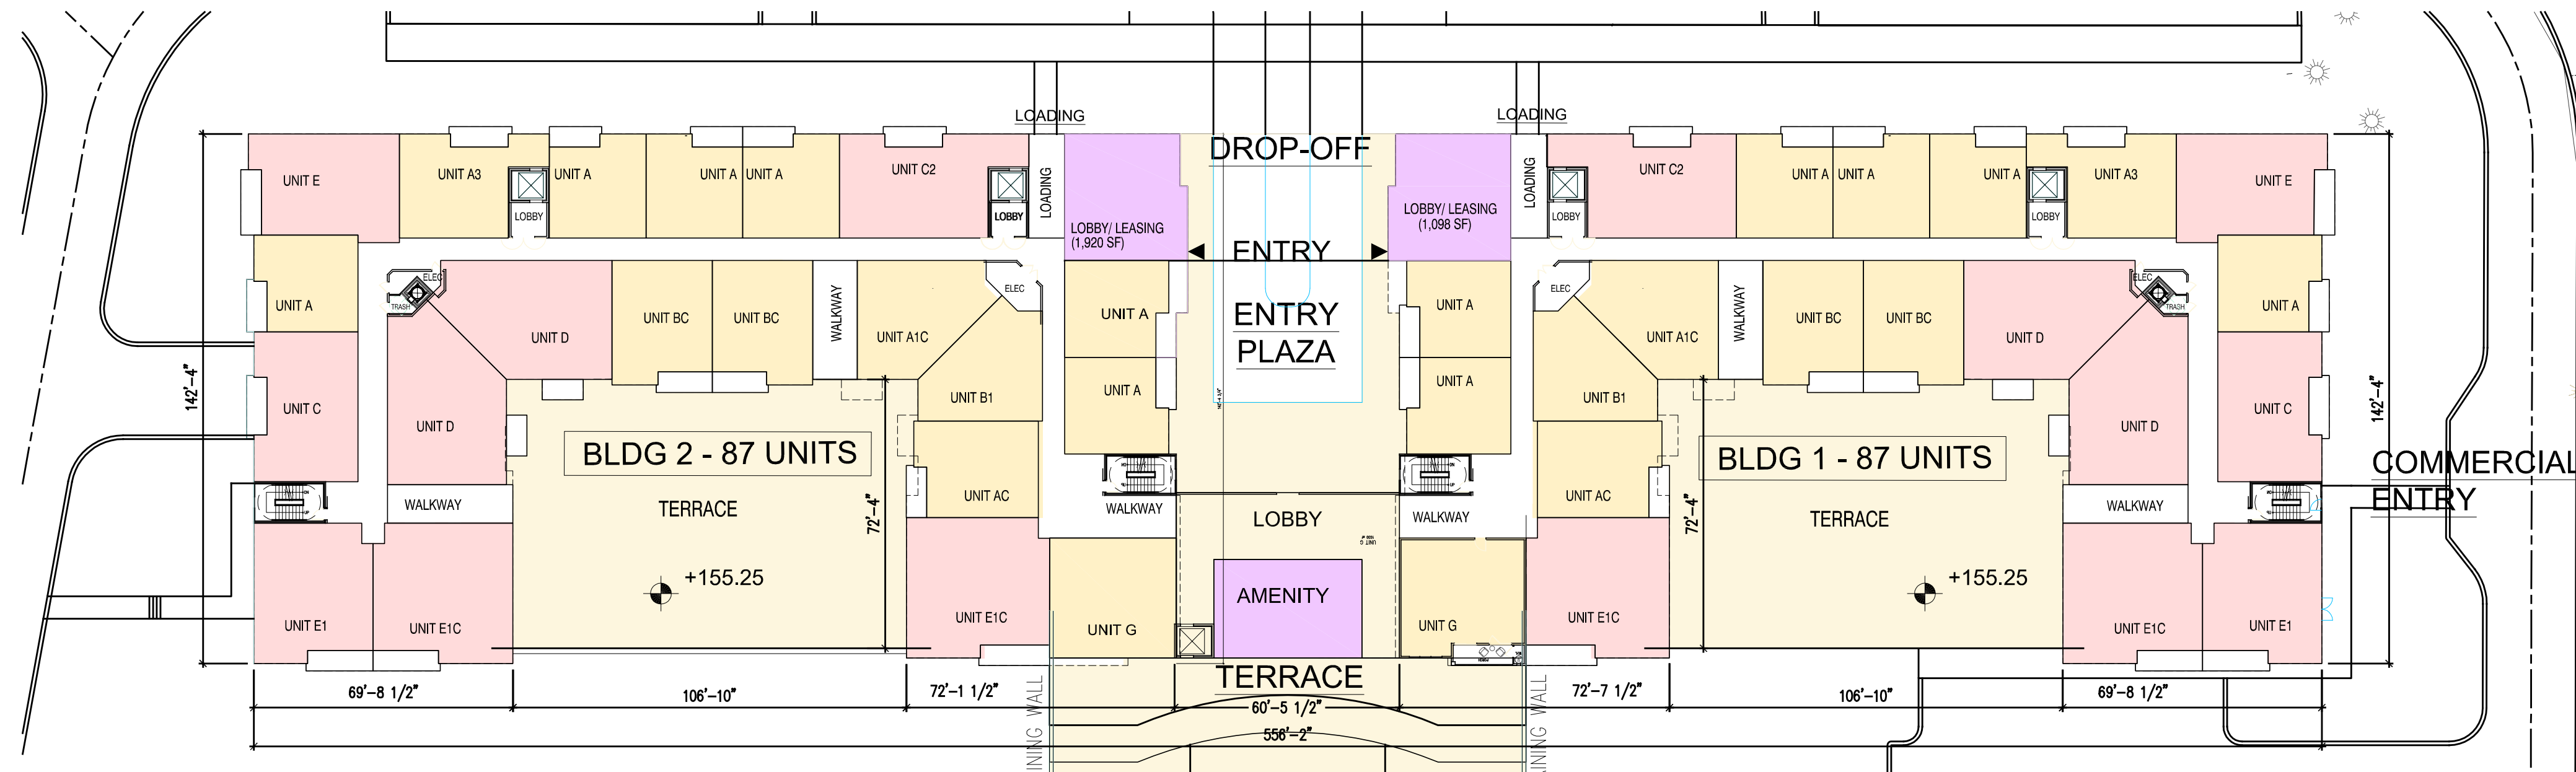 LOADING
LOADING
DROP-OFF
UNIT E
UNIT A3
UNIT A
UNIT A
UNIT A
UNIT C2
LOADING
LOADING
UNIT C2
UNIT A
UNIT A
UNIT A
UNIT A3
UNIT E
LOBBY
LOBBY
LOBBY/ LEASING
(1,920 SF)
LOBBY/ LEASING
(1,098 SF)
LOBBY
LOBBY
ENTRY
ELEC
TRASH
ELEC
ELEC
ELEC
TRASH
UNIT A
UNIT D
UNIT BC
UNIT BC
WALKWAY
UNIT A1C
UNIT A
ENTRY
PLAZA
UNIT A
UNIT A1C
WALKWAY
UNIT BC
UNIT BC
UNIT D
UNIT A
142'-4"
UNIT C
UNIT D
UNIT B1
UNIT A
UNIT A
UNIT B1
UNIT D
UNIT C
142'-4"
BLDG 2 - 87 UNITS
BLDG 1 - 87 UNITS
COMMERCIAL
ENTRY
WALKWAY
TERRACE
72'-4"
UNIT AC
WALKWAY
LOBBY
WALKWAY
UNIT AC
72'-4"
TERRACE
WALKWAY
+155.25
AMENITY
+155.25
UNIT E1
UNIT E1C
UNIT E1C
UNIT G
UNIT G
UNIT E1C
UNIT E1C
UNIT E1
TERRACE
69'-8 1/2"
106'-10"
72'-1 1/2"
60'-5 1/2"
72'-7 1/2"
106'-10"
69'-8 1/2"
INING WALL
INING WALL
556'-2"